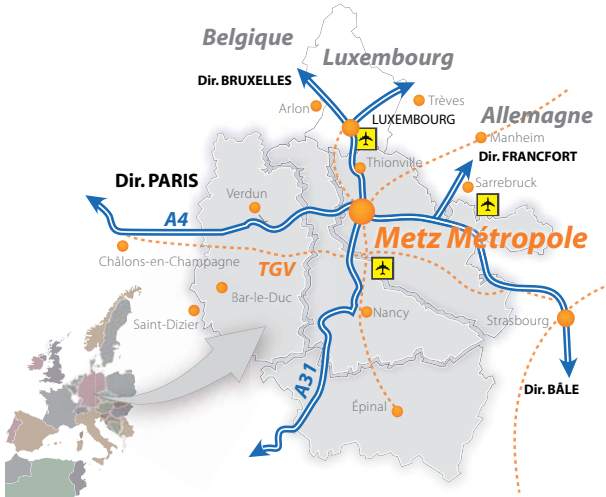 Belgique
Luxembourg
Dir. BRUXELLES
Trèves
Arlon
LUXEMBOURG
Allemagne
Manheim
Dir. FRANCFORT
Thionville
Dir. PARIS
Sarrebruck
Verdun
A4
Metz Métropole
Châlons-en-Champagne
TGV
Bar-le-Duc
Saint-Dizier
Nancy
Strasbourg
A31
Dir. BÂLE
Épinal